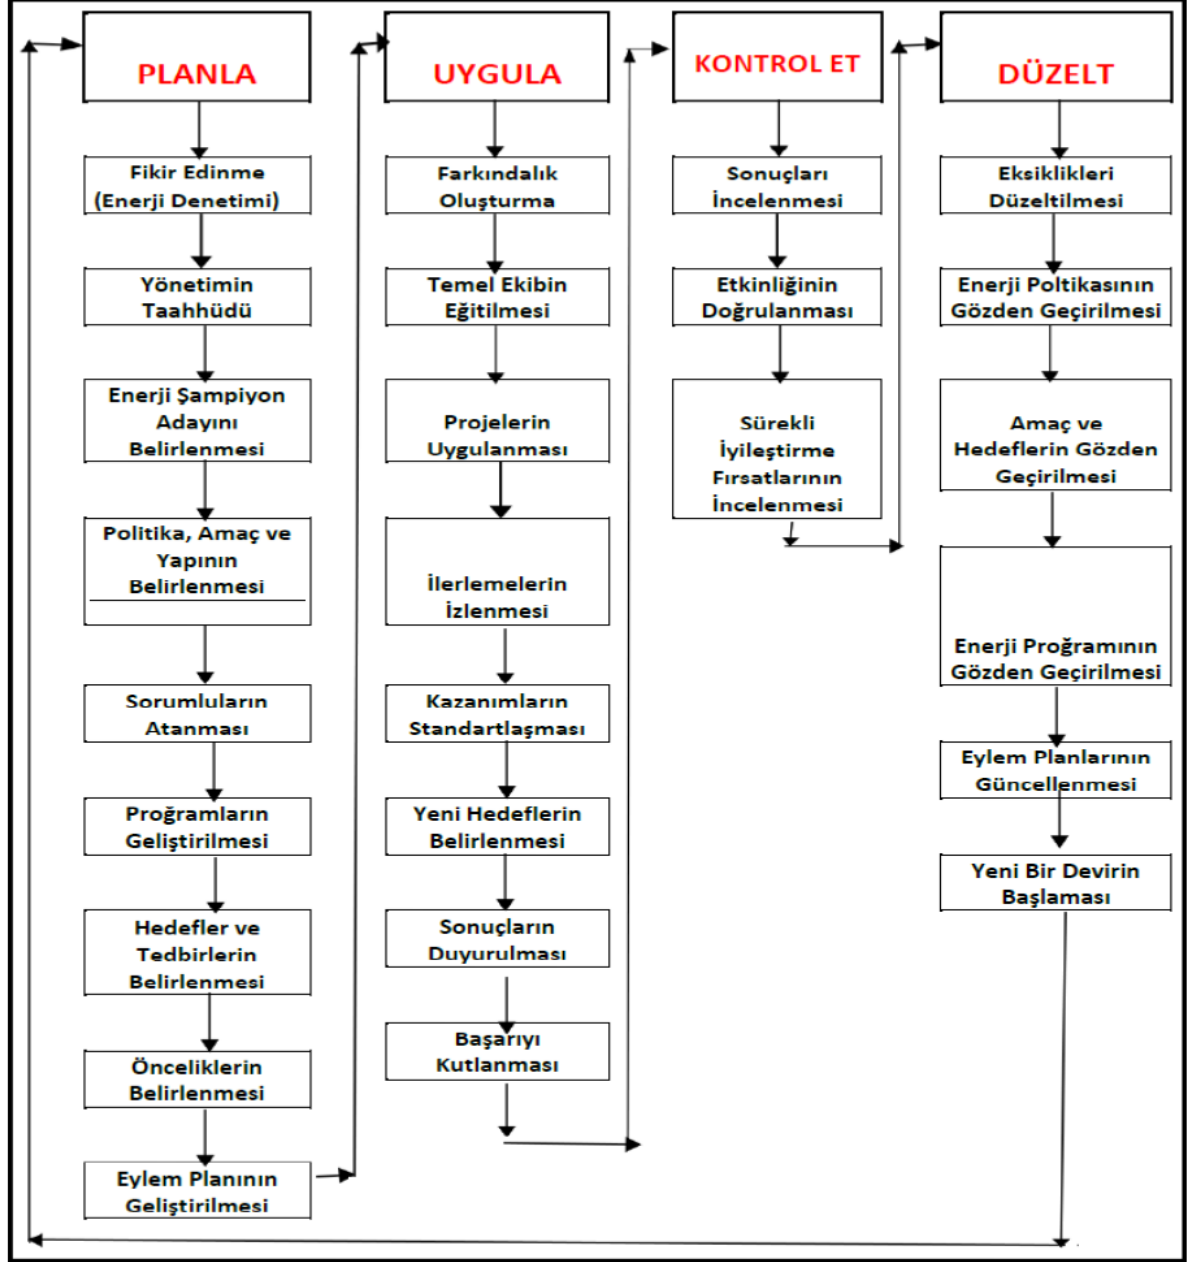 PLANLA
Fikir Edinme
(Enerji Denetimi)
Yönetimin
Taahhüdü
Enerji Şampiyon
Adayını
Belirlenmesi
Politika, Amaç ve
Yapının
Belirlenmesi
Sorumluların
Atanması
Proğramların
Geliştirilmesi
Hedefler ve
Tedbirlerin
Belirlenmesi
Önceliklerin
Belirlenmesi
Eylem Planının
Geliştirilmesi
UYGULA
Farkındalık
Oluşturma
Temel Ekibin
Eğitilmesi
Projelerin
Uygulanması
İlerlemelerin
İzlenmesi
Kazanımların
Standartlaşması
Yeni Hedeflerin
Belirlenmesi
Sonuçların
Duyurulması
Başarıyı
Kutlanması
KONTROL ET
Sonuçları
İncelenmesi
Etkinliğinin
Doğrulanması
Sürekli
İyileştirme
Fırsatlarının
İncelenmesi
DÜZELT
Eksiklikleri
Düzeltilmesi
Enerji Poltikasının
Gözden Geçirilmesi
Amaç ve
Hedeflerin Gözden
Geçirilmesi
Enerji Proğramının
Gözden Geçirilmesi
Eylem Planlarının
Güncellenmesi
Yeni Bir Devirin
Başlaması